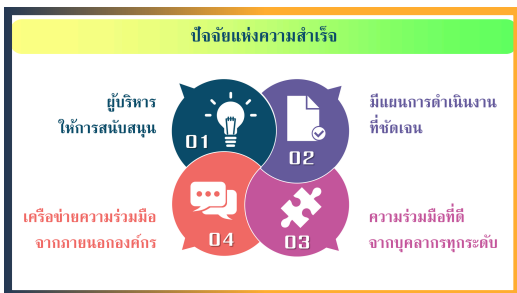 ปัจจัยแห่งความสำเร็จ
ผู้บริหาร
ให้การสนับสนุน
01
02
มีแผนการดำเนินงาน
ที่ชัดเจน
เครือข่ายความร่วมมือ
จากภายนอกองค์กร
04
03
ความร่วมมือที่ดี
จากบุคลากรทุกระดับ